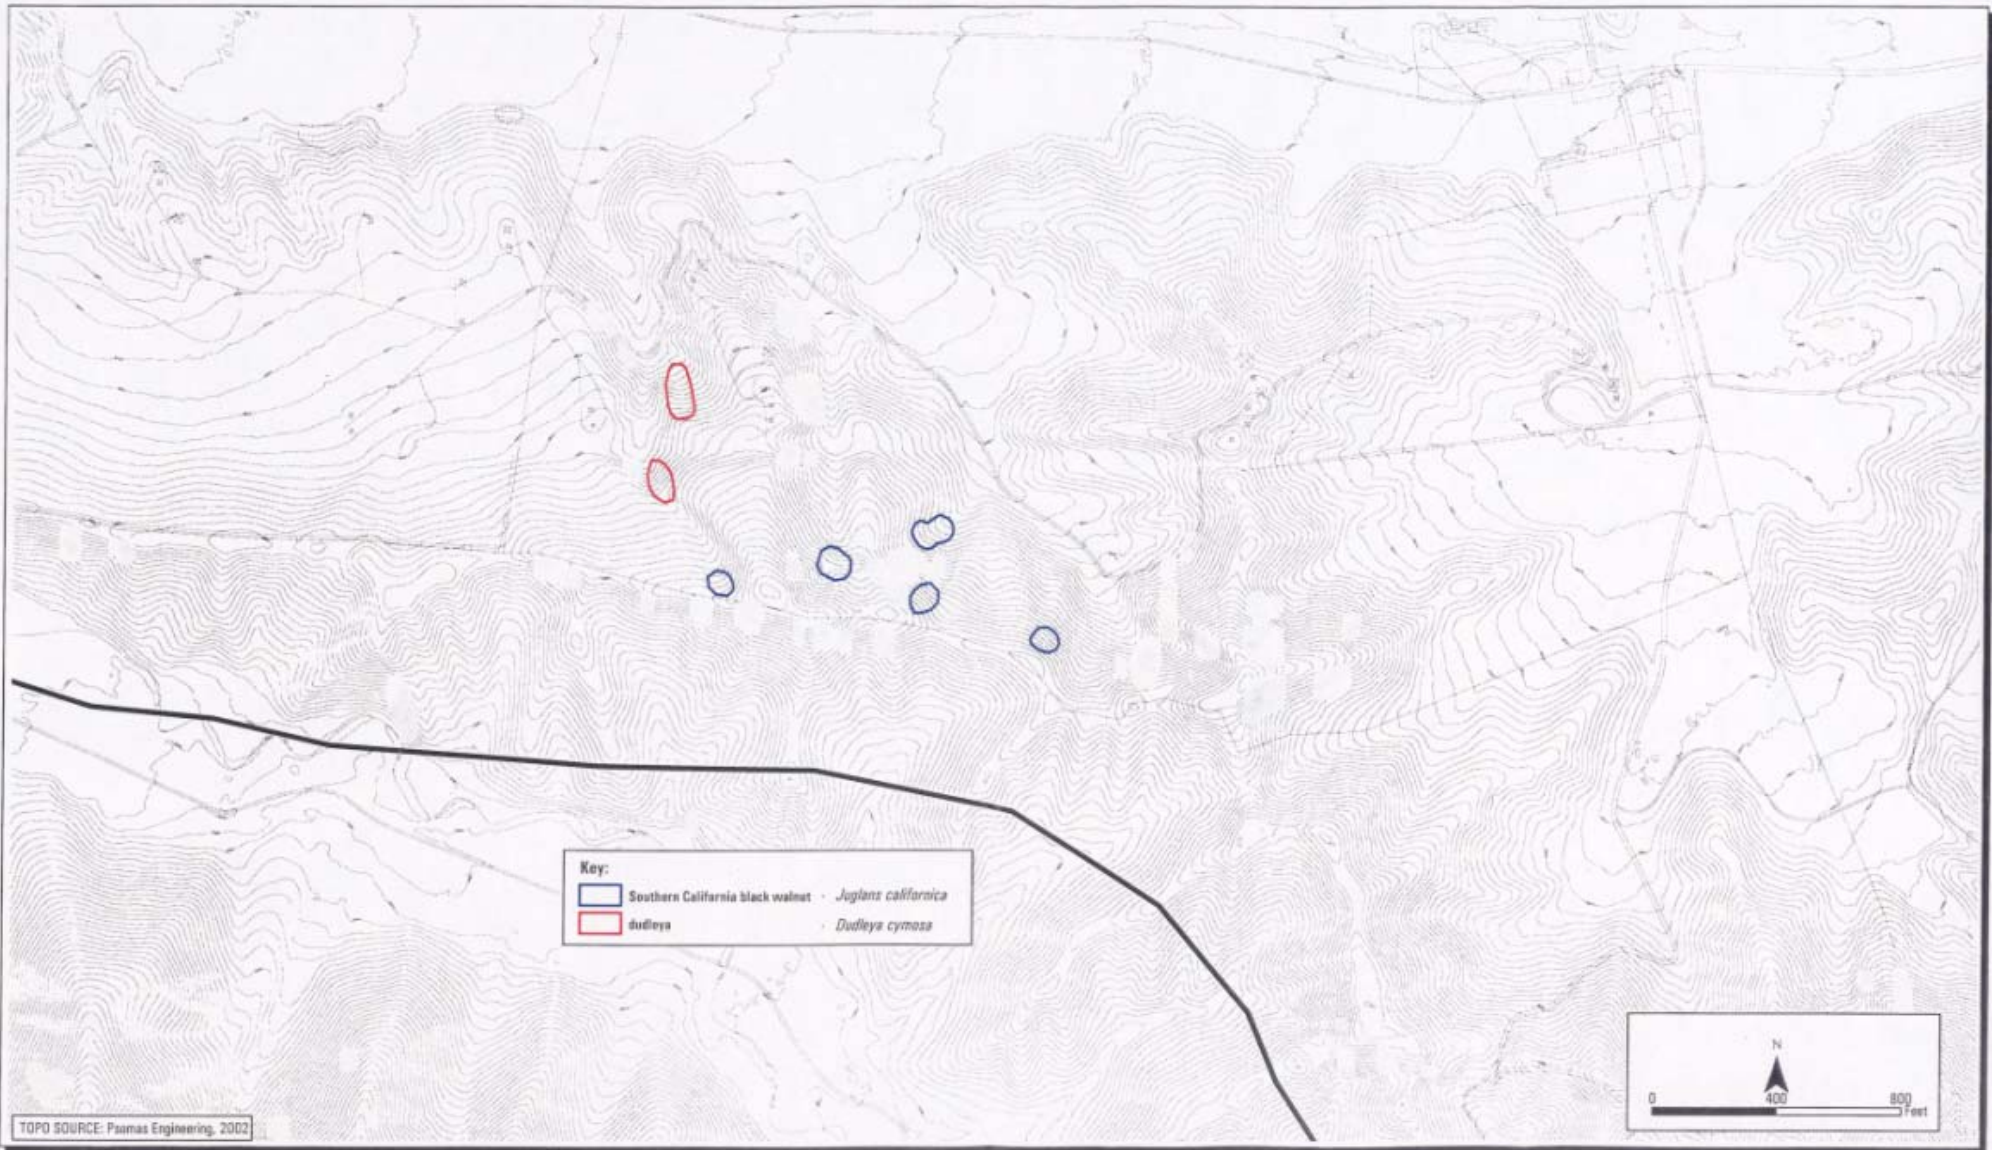 Key:
Southern California black walnut - Juglans californica
dudleya - Dudleya cymosa
N
0 400 800
Feet
TOPO SOURCE: Psomas Engineering, 2002